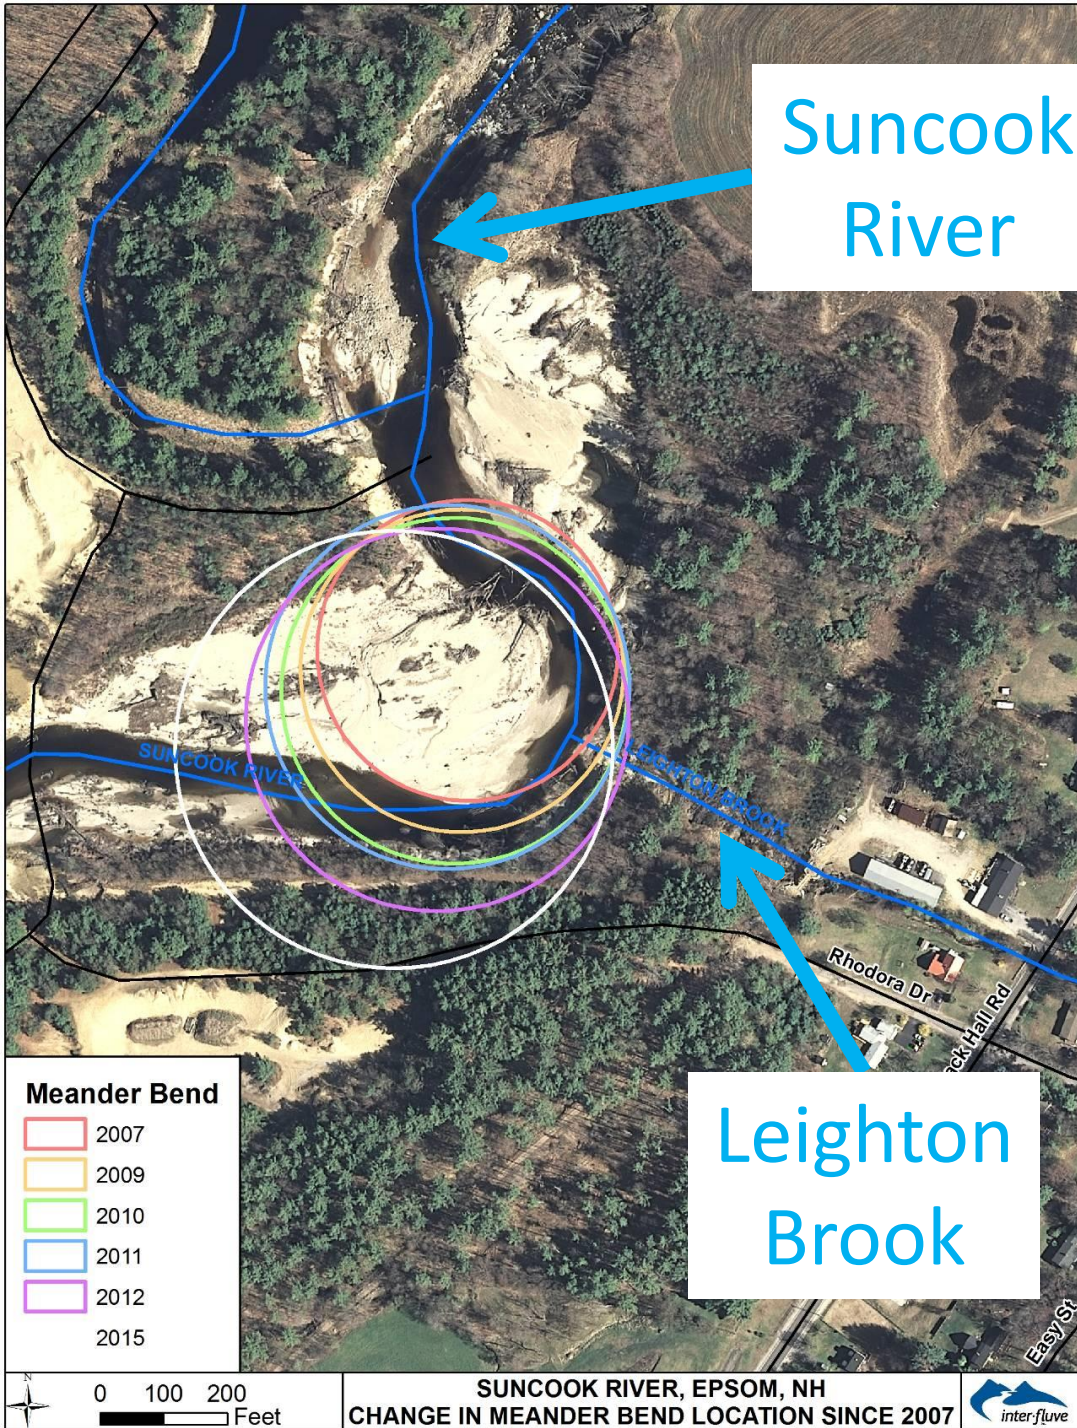 Suncook
River
SUNCOOK RIVER
LEIGHTON BROOK
Rhodora Dr
ack Hall Rd
Leighton
Brook
Easy St
Meander Bend
2007
2009
2010
2011
2012
2015
N
0 100 200
Feet
SUNCOOK RIVER, EPSOM, NH
CHANGE IN MEANDER BEND LOCATION SINCE 2007
inter-fluve